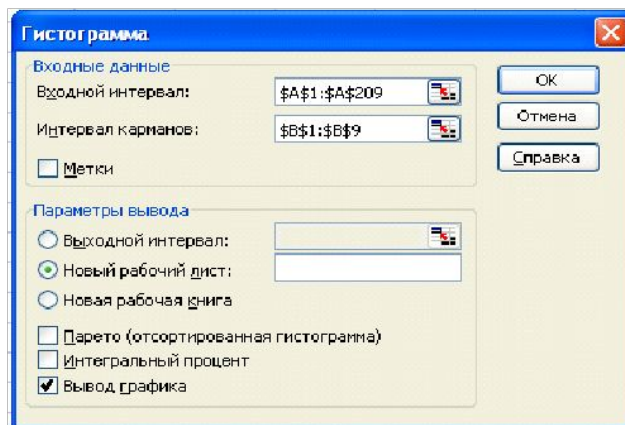 Гистограмма
Входные данные
Входной интервал: $A$1:$A$209
Интервал карманов: $B$1:$B$9
Метки
ОК
Отмена
Справка
Параметры вывода
Выходной интервал:
Новый рабочий лист:
Новая рабочая книга
Парето (отсортированная гистограмма)
Интегральный процент
Вывод графика